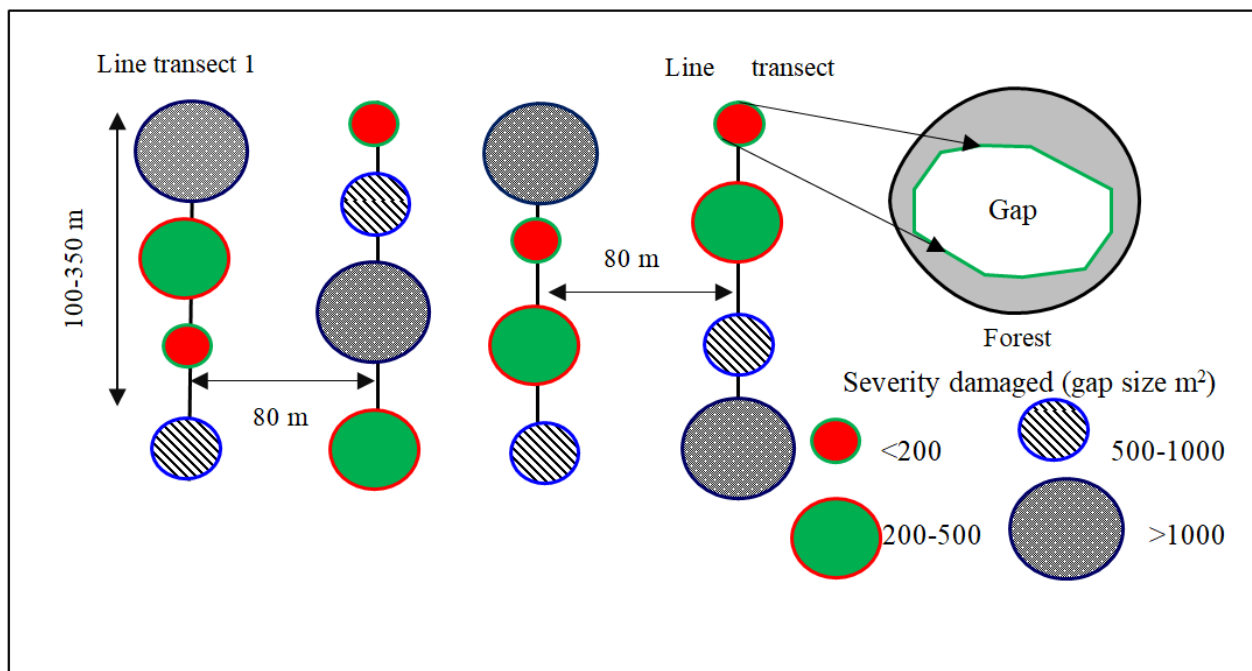 Line transect 1
Line transect
100-350 m
80 m
80 m
Gap
Forest
Severity damaged (gap size m²)
<200
500-1000
200-500
>1000